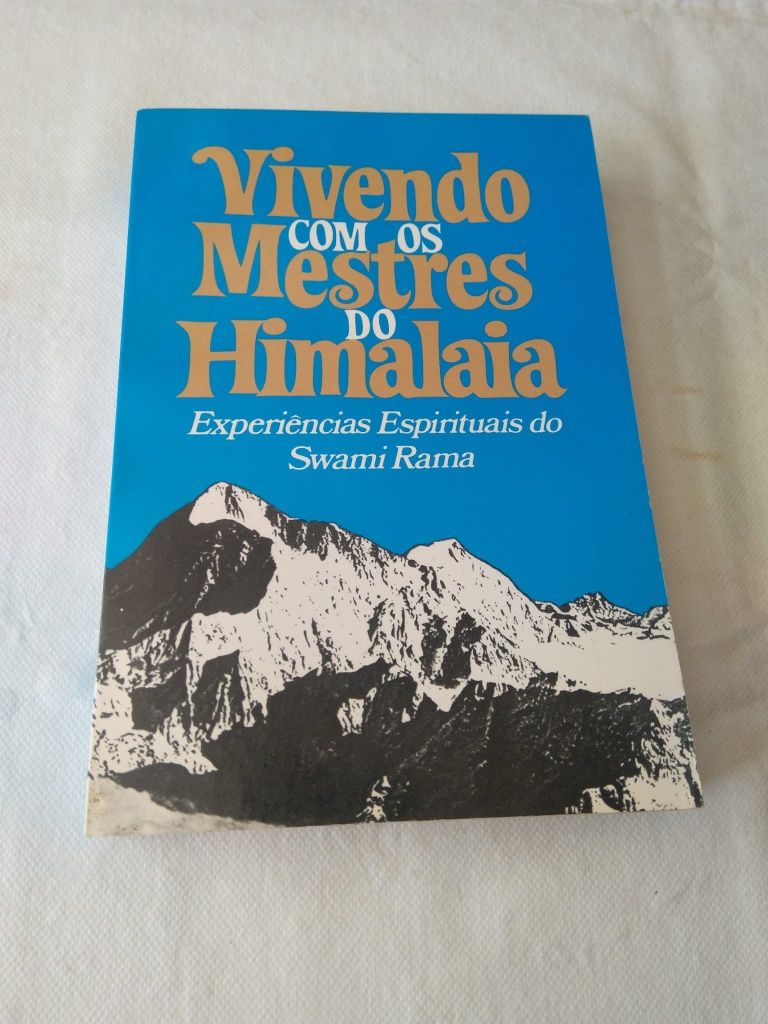 Vivendo
COM OS
Mestres
DO
Himalaia
Experiências Espirituais do
Swami Rama